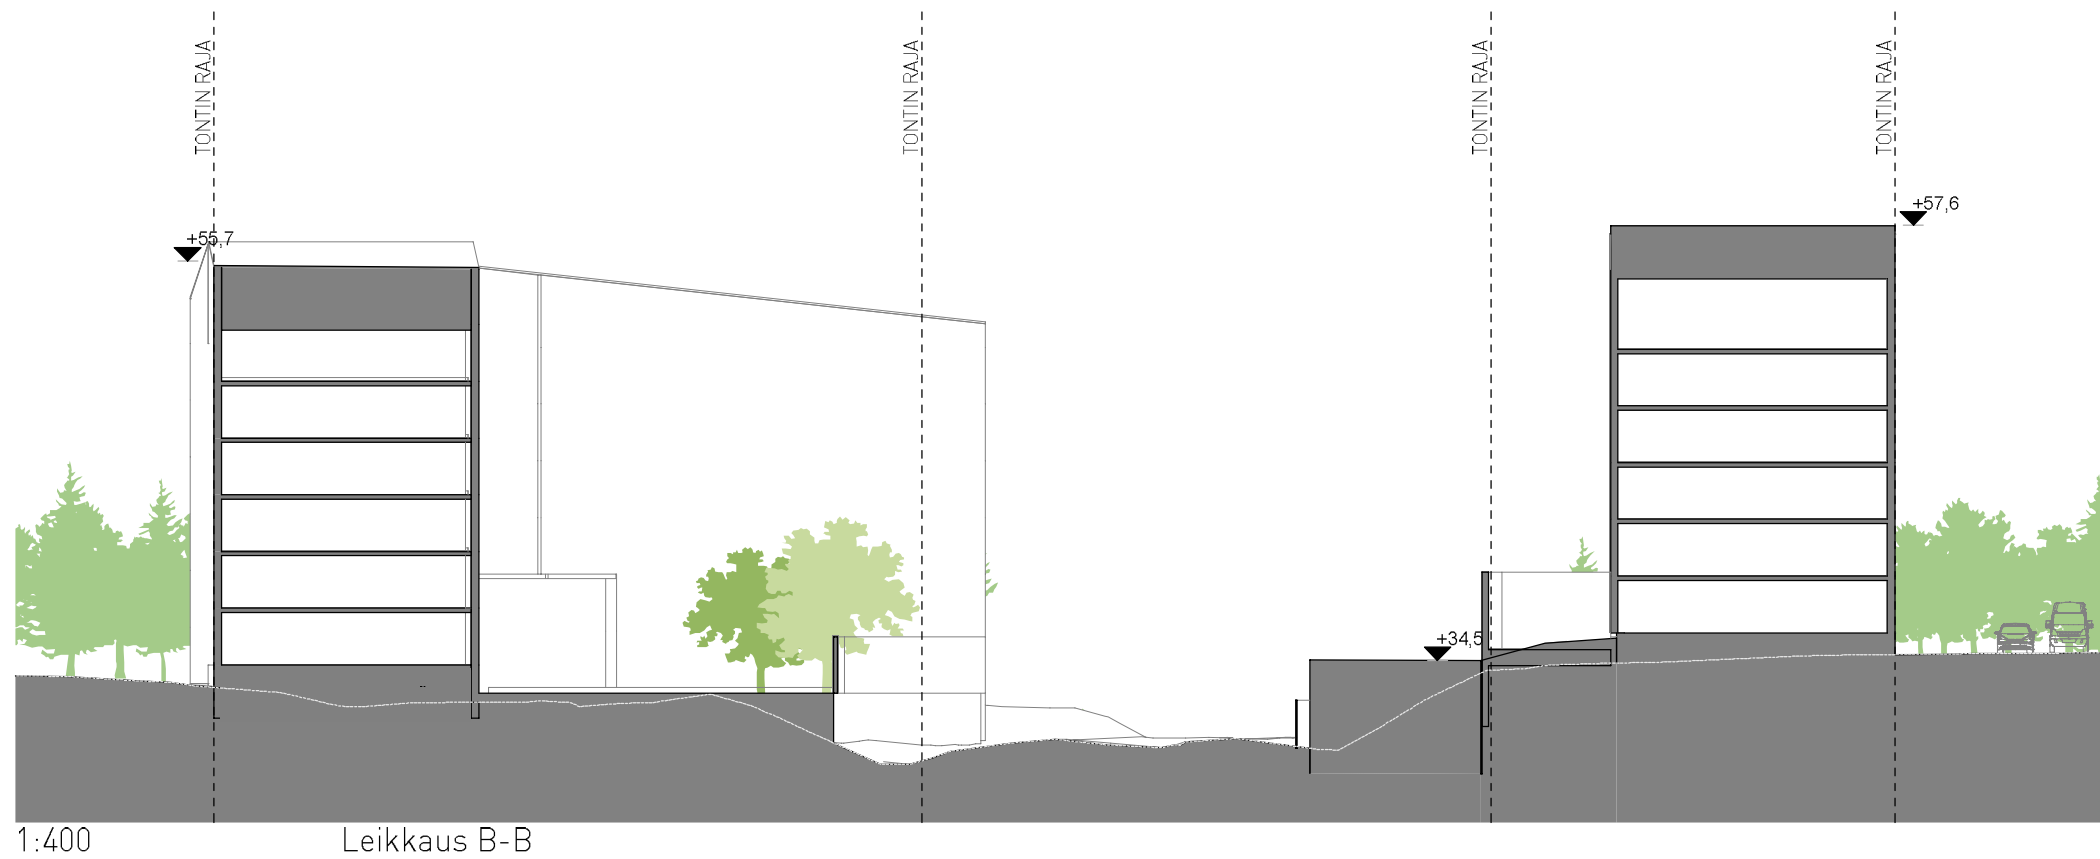 TONTIN RAJA
TONTIN RAJA
TONTIN RAJA
TONTIN RAJA
+57,6
+55,7
+34,5
1:400
Leikkaus B-B